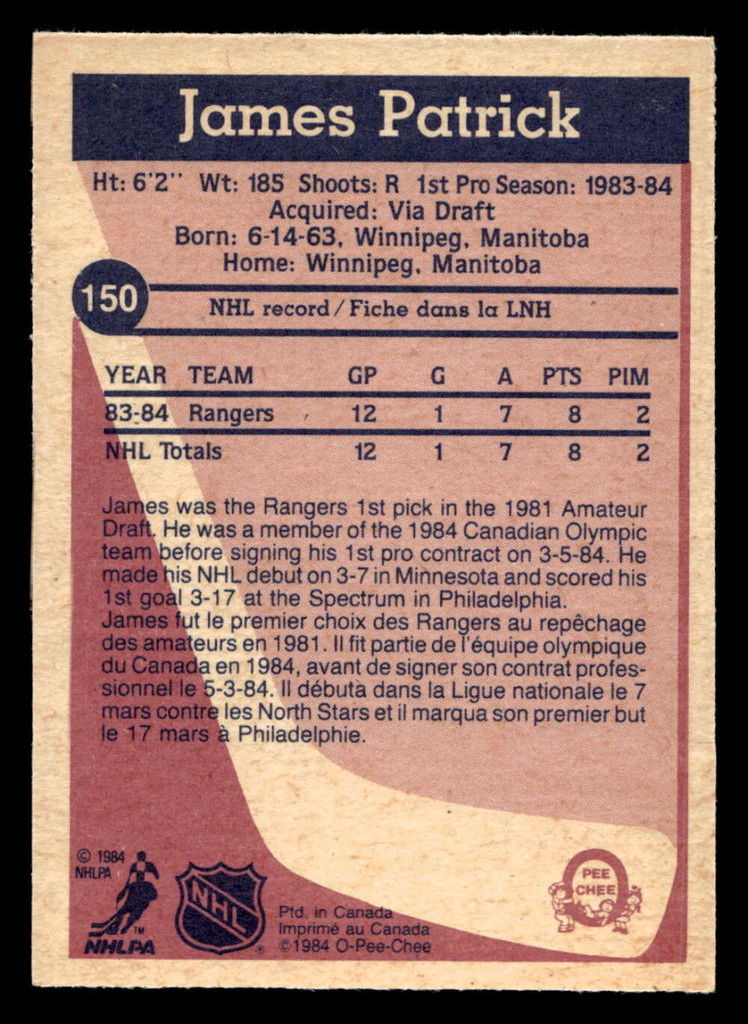 James Patrick
Ht: 6'2" Wt: 185 Shoots: R 1st Pro Season: 1983-84
Acquired: Via Draft
Born: 6-14-63, Winnipeg, Manitoba
Home: Winnipeg, Manitoba
150
NHL record/Fiche dans la LNH
YEAR TEAM GP G A PTS PIM
83-84 Rangers 12 1 7 8 2
NHL Totals 12 1 7 8 2
James was the Rangers 1st pick in the 1981 Amateur
Draft. He was a member of the 1984 Canadian Olympic
team before signing his 1st pro contract on 3-5-84. He
made his NHL debut on 3-7 in Minnesota and scored his
1st goal 3-17 at the Spectrum in Philadelphia.
James fut le premier choix des Rangers au repêchage
des amateurs en 1981. Il fit partie de l'équipe olympique
du Canada en 1984, avant de signer son contrat profes-
sionnel le 5-3-84. Il débuta dans la Ligue nationale le 7
mars contre les North Stars et il marqua son premier but
le 17 mars à Philadelphie.
© 1984
NHLPA
TM
NHLPA
NHL
®
Ptd. in Canada
Imprimé au Canada
©1984 O-Pee-Chee
PEE
CHEE